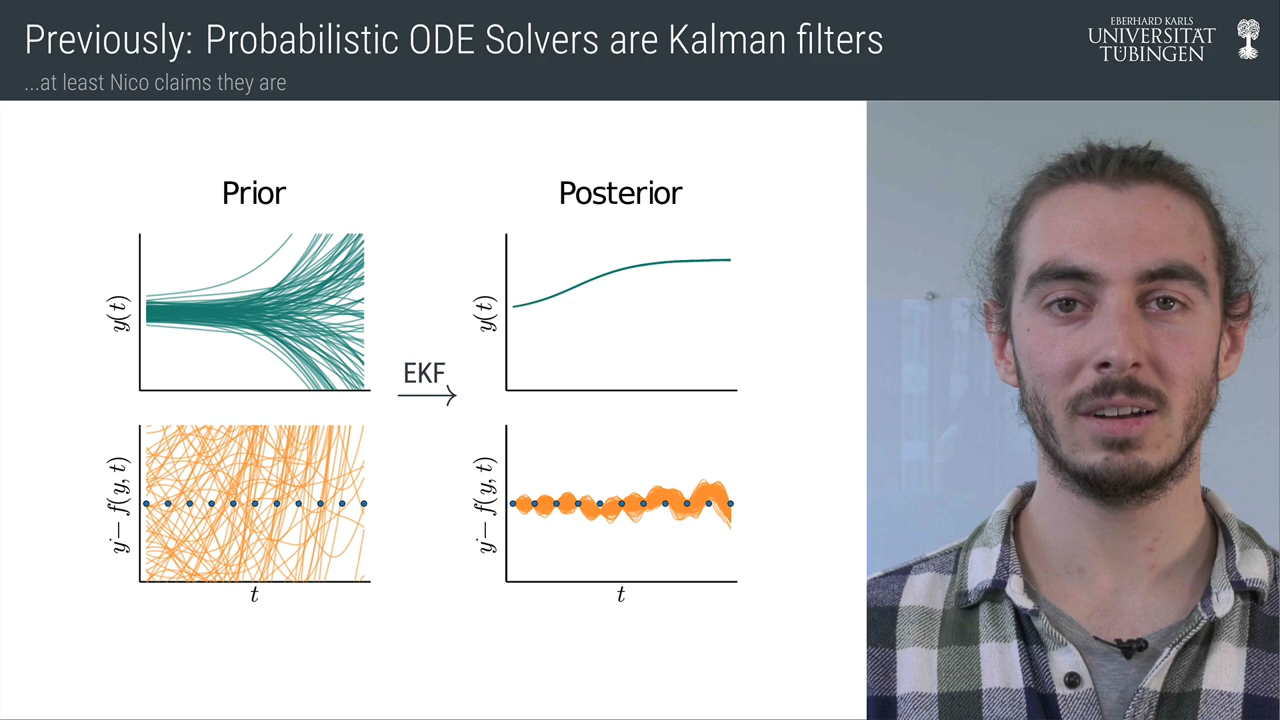 Previously: Probabilistic ODE Solvers are Kalman filters
...at least Nico claims they are
EBERHARD KARLS
UNIVERSITÄT
TÜBINGEN
Prior
Posterior
y(t)
y(t)
EKF
ẏ − f(y, t)
ẏ − f(y, t)
t
t